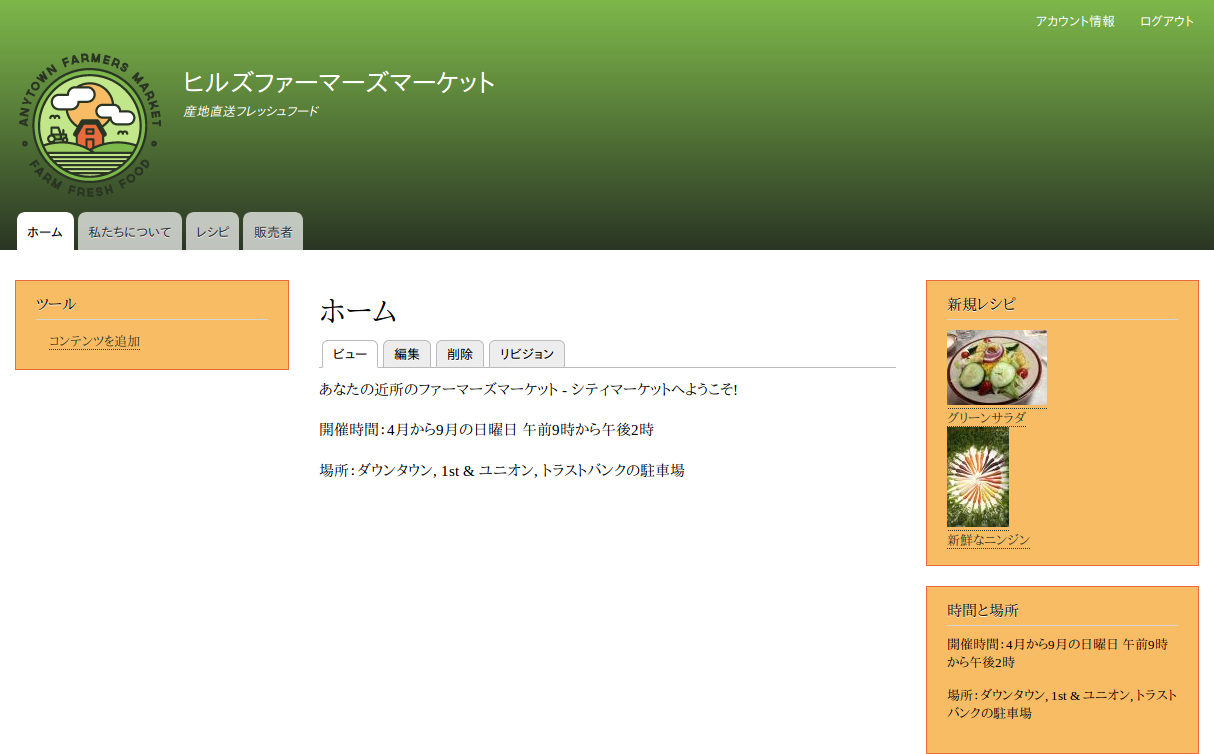 アカウント情報 ログアウト
ANYTOWN FARMERS MARKET
FARM FRESH FOOD
ヒルズファーマーズマーケット
産地直送フレッシュフード
ホーム 私たちについて レシピ 販売者
ツール
コンテンツを追加
ホーム
ビュー 編集 削除 リビジョン
あなたの近所のファーマーズマーケット - シティマーケットへようこそ!
開催時間：4月から9月の日曜日 午前9時から午後2時
場所：ダウンタウン, 1st & ユニオン, トラストバンクの駐車場
新規レシピ
グリーンサラダ
新鮮なニンジン
時間と場所
開催時間：4月から9月の日曜日 午前9時
から午後2時
場所：ダウンタウン, 1st & ユニオン, トラスト
バンクの駐車場